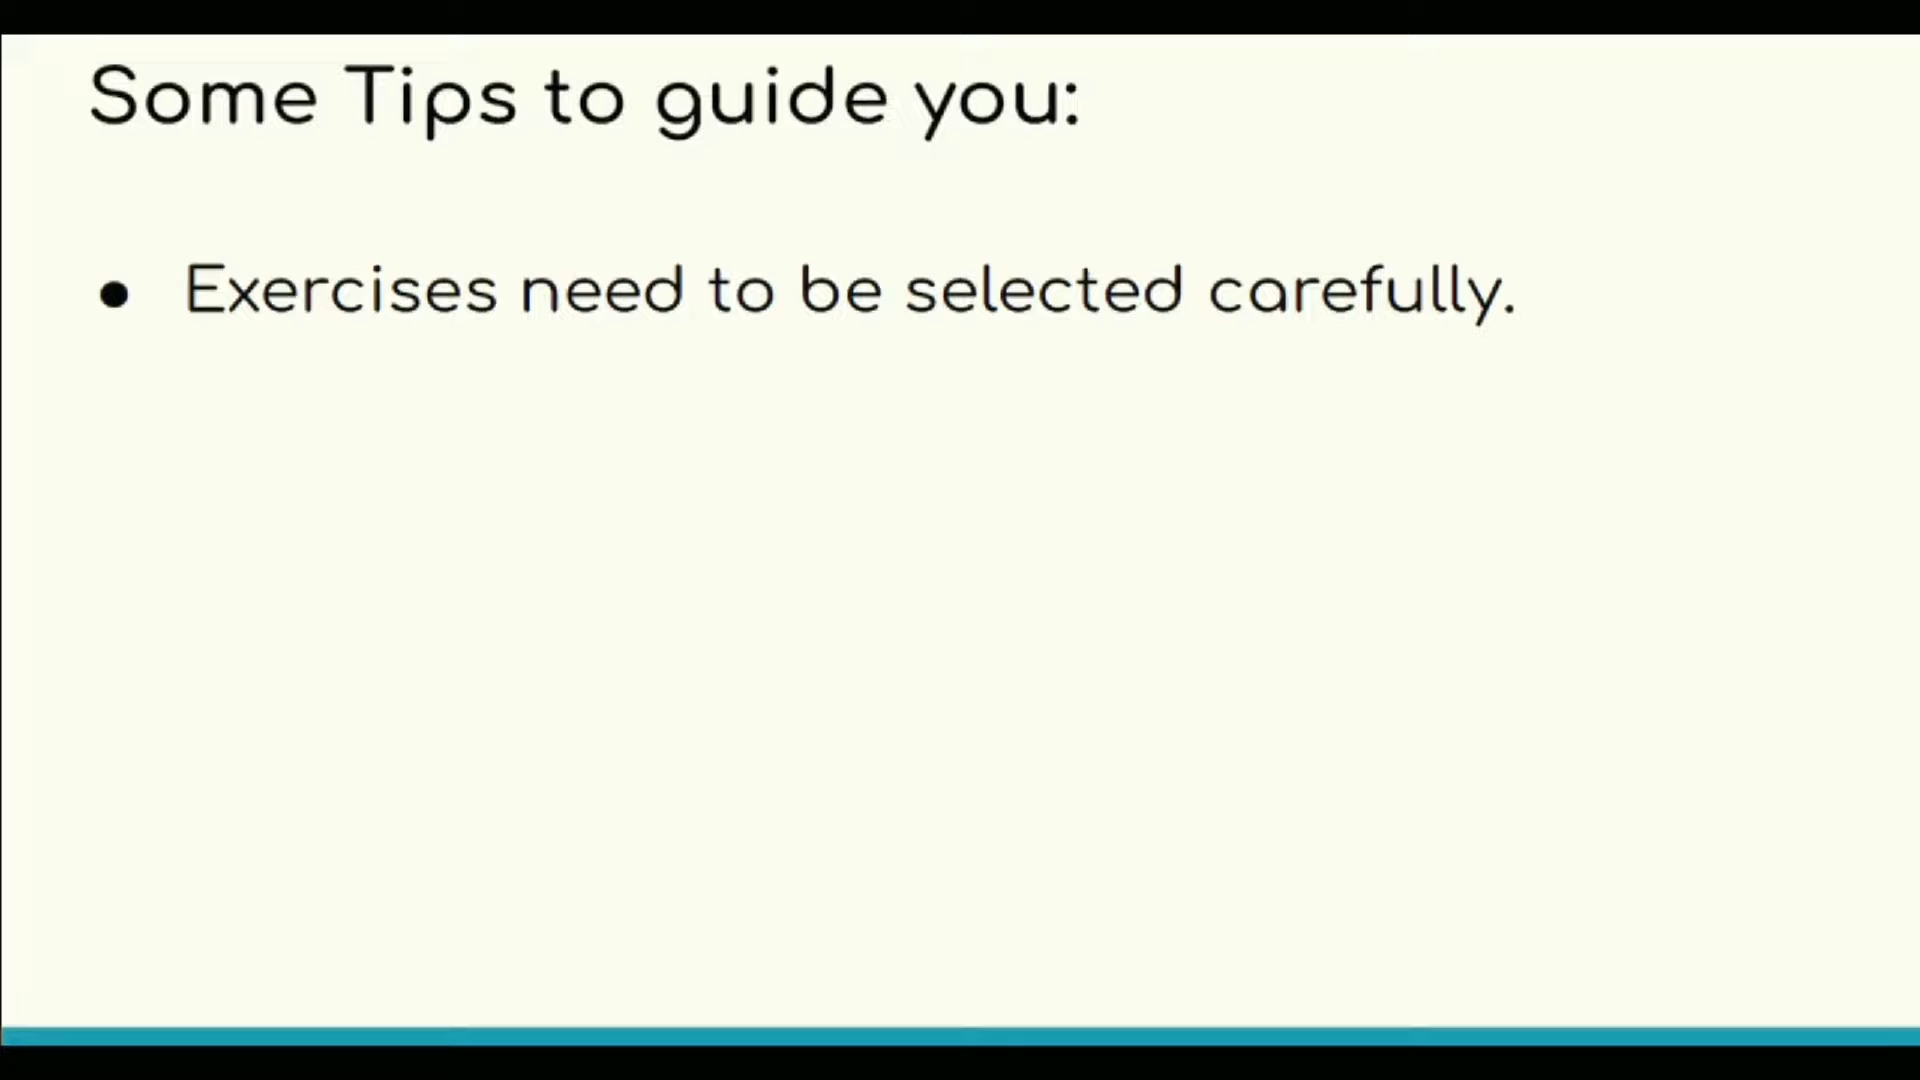 Some Tips to guide you:
● Exercises need to be selected carefully.